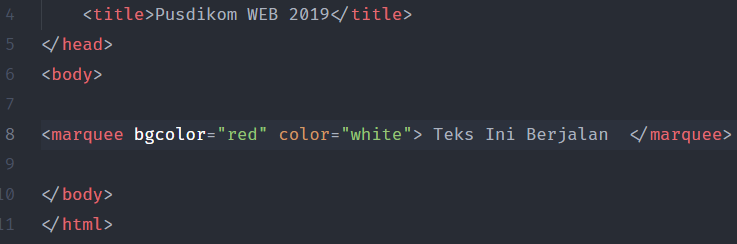 4 <title>Pusdikom WEB 2019</title>
5 </head>
6 <body>
7
8 <marquee bgcolor="red" color="white"> Teks Ini Berjalan  </marquee>
9
10 </body>
11 </html>